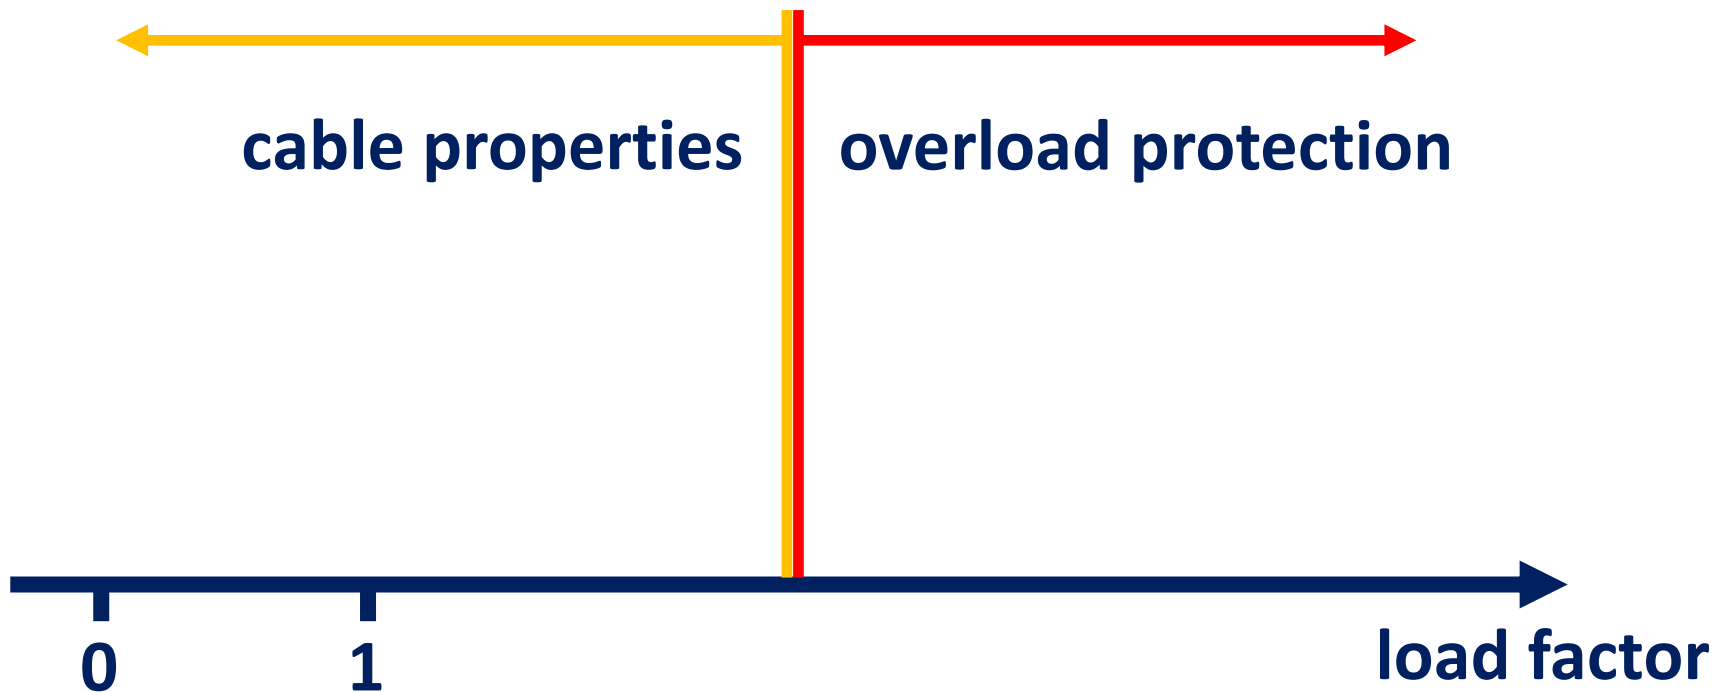 cable properties
overload protection
0
1
load factor